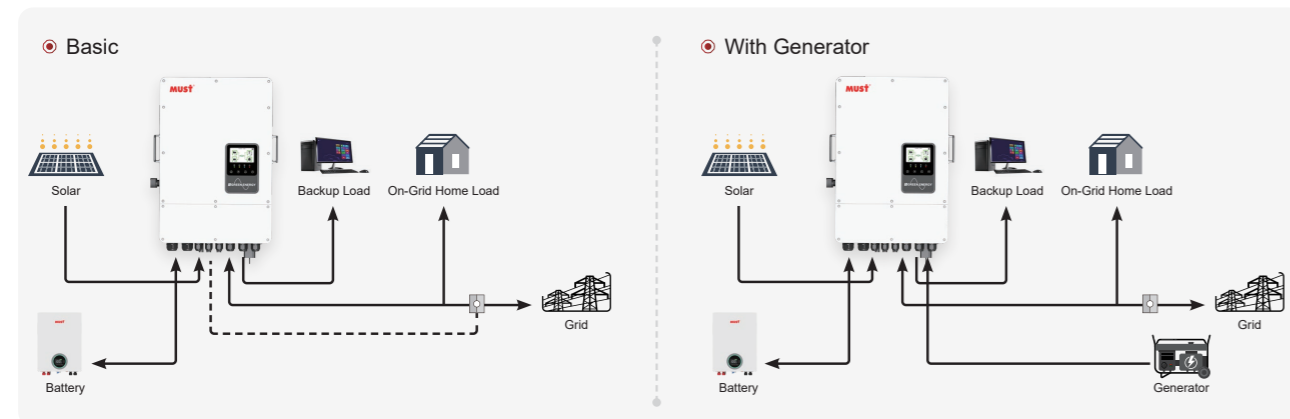 Basic
MUST
Solar
Backup Load
On-Grid Home Load
Grid
MUST
Battery
With Generator
MUST
Solar
Backup Load
On-Grid Home Load
Grid
MUST
Battery
Generator